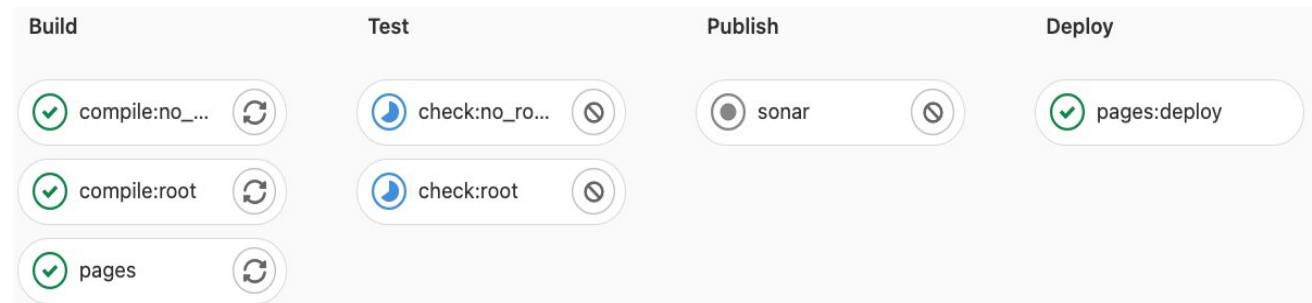 Build Test Publish Deploy
compile:no_... check:no_ro... sonar pages:deploy
compile:root check:root
pages